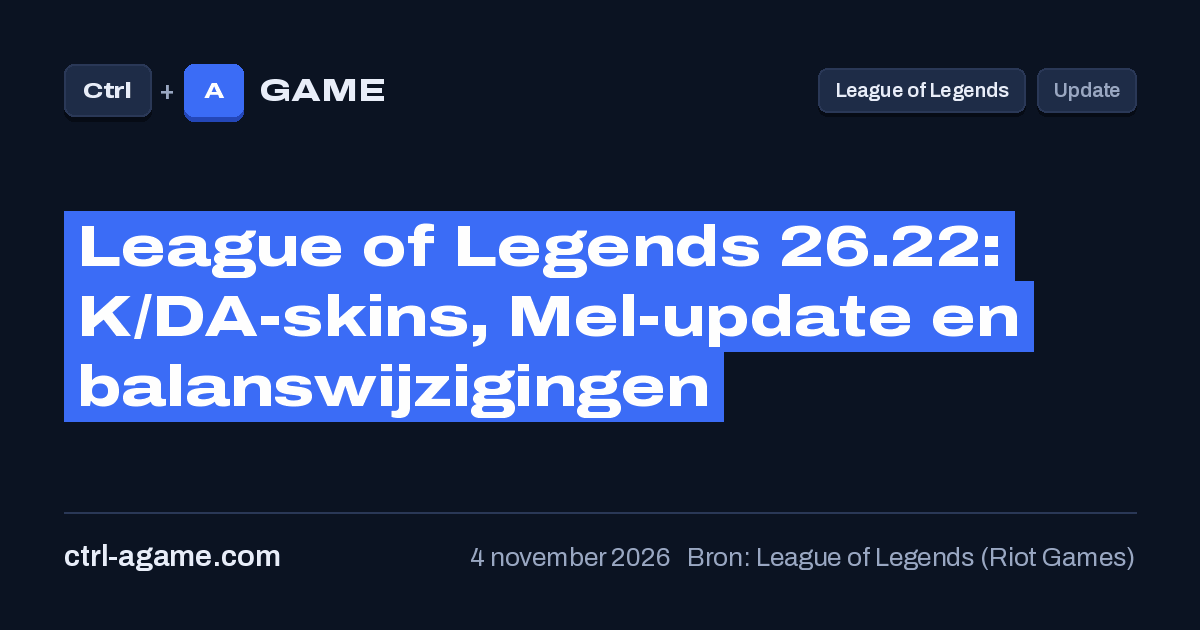 Ctrl + A GAME
League of Legends Update
League of Legends 26.22:
K/DA-skins, Mel-update en
balanswijzigingen
ctrl-agame.com
4 november 2026 Bron: League of Legends (Riot Games)